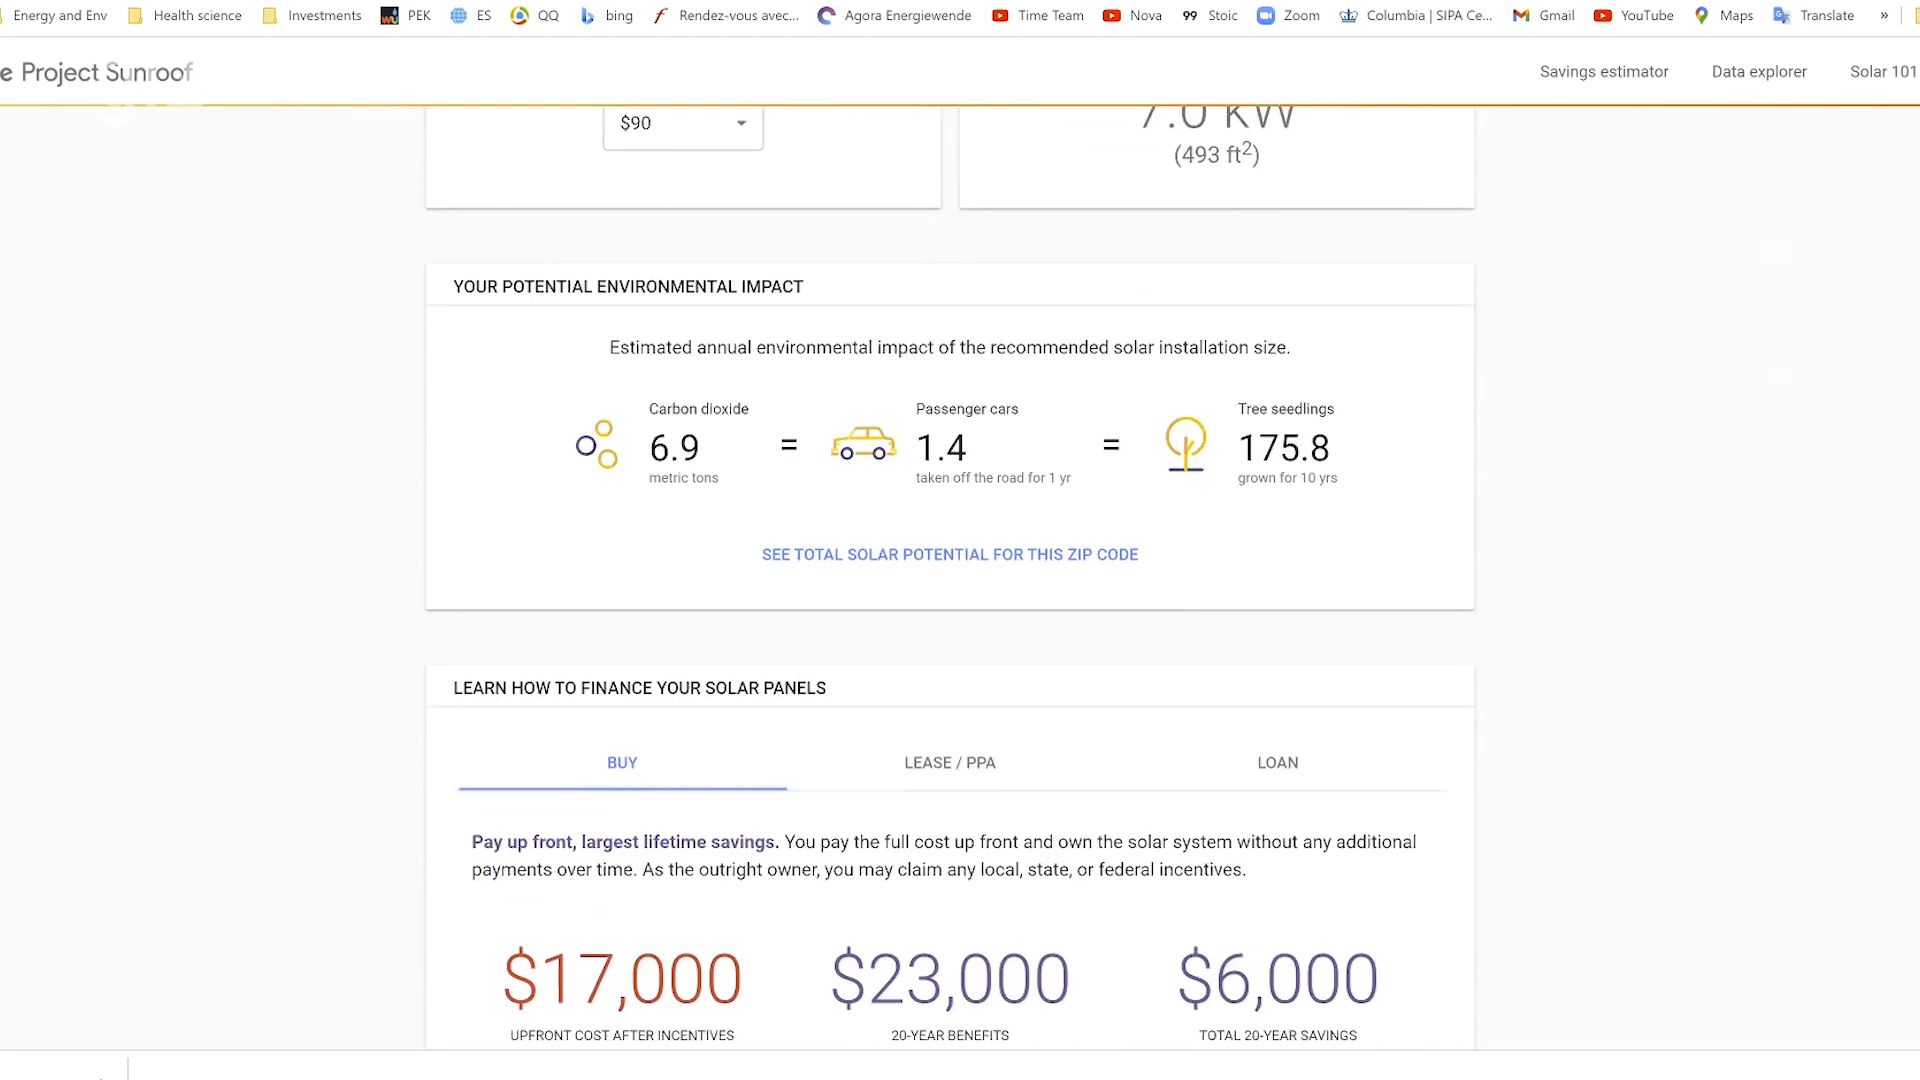 Energy and Env Health science Investments PEK ES QQ bing Rendez-vous avec... Agora Energiewende Time Team Nova 99 Stoic Zoom Columbia | SIPA Ce... Gmail YouTube Maps Translate »
e Project Sunroof Savings estimator Data explorer Solar 101
$90
7.0 kW
(493 ft²)
YOUR POTENTIAL ENVIRONMENTAL IMPACT
Estimated annual environmental impact of the recommended solar installation size.
Carbon dioxide Passenger cars Tree seedlings
6.9 = 1.4 = 175.8
metric tons taken off the road for 1 yr grown for 10 yrs
SEE TOTAL SOLAR POTENTIAL FOR THIS ZIP CODE
LEARN HOW TO FINANCE YOUR SOLAR PANELS
BUY LEASE / PPA LOAN
Pay up front, largest lifetime savings. You pay the full cost up front and own the solar system without any additional
payments over time. As the outright owner, you may claim any local, state, or federal incentives.
$17,000 $23,000 $6,000
UPFRONT COST AFTER INCENTIVES 20-YEAR BENEFITS TOTAL 20-YEAR SAVINGS